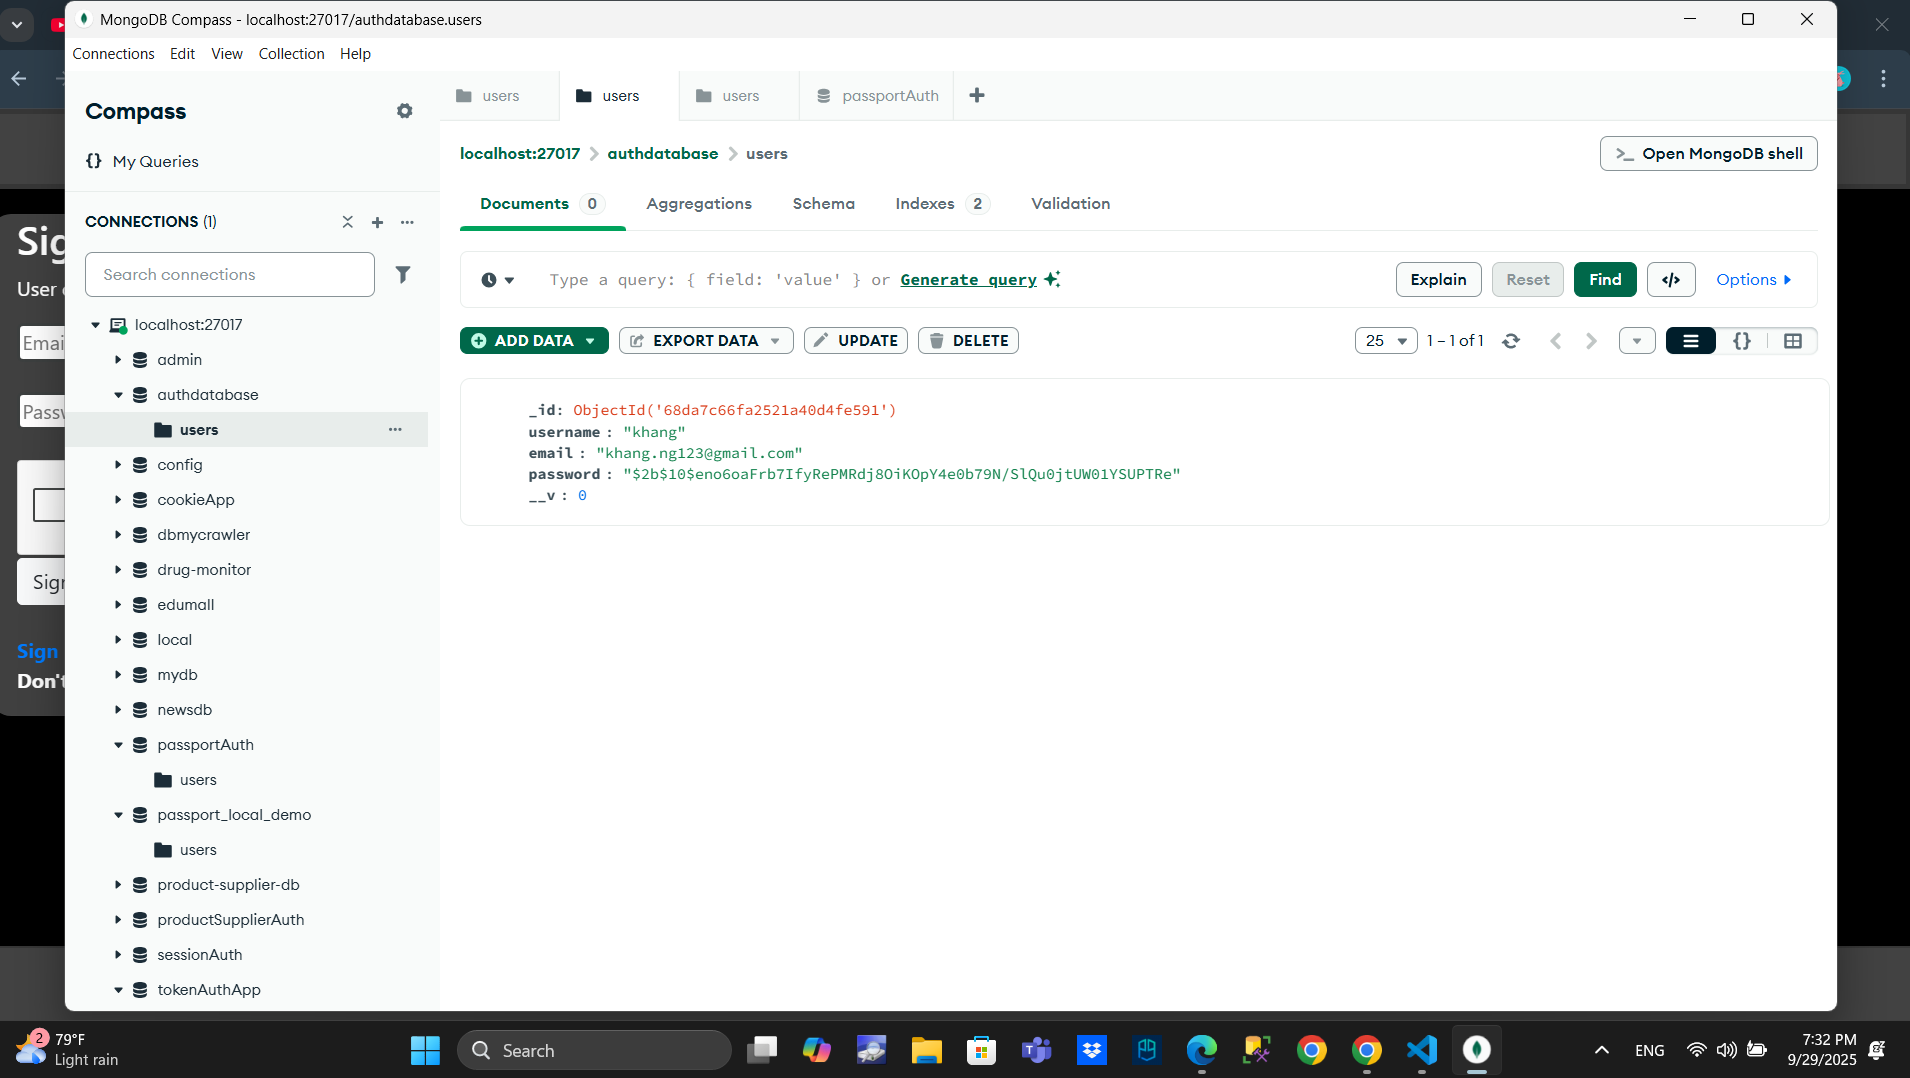 MongoDB Compass - localhost:27017/authdatabase.users
Connections Edit View Collection Help
Compass
My Queries
CONNECTIONS (1)
Search connections
localhost:27017
admin
authdatabase
users
config
cookieApp
dbmycrawler
drug-monitor
edumall
local
mydb
newsdb
passportAuth
users
passport_local_demo
users
product-supplier-db
productSupplierAuth
sessionAuth
tokenAuthApp
users users users passportAuth
localhost:27017 > authdatabase > users
>_ Open MongoDB shell
Documents 0 Aggregations Schema Indexes 2 Validation
Type a query: { field: 'value' } or Generate query
Explain Reset Find </> Options
ADD DATA EXPORT DATA UPDATE DELETE
25 1 – 1 of 1 {}
_id: ObjectId('68da7c66fa2521a40d4fe591')
username : "khang"
email : "khang.ng123@gmail.com"
password : "$2b$10$eno6oaFrb7IfyRePMRdj8OiKOpY4e0b79N/SlQu0jtUW01YSUPTRe"
__v : 0
Sig
User
Emai
Passw
Sign
Sign
Don't
2
79°F
Light rain
Search
ENG
7:32 PM
9/29/2025